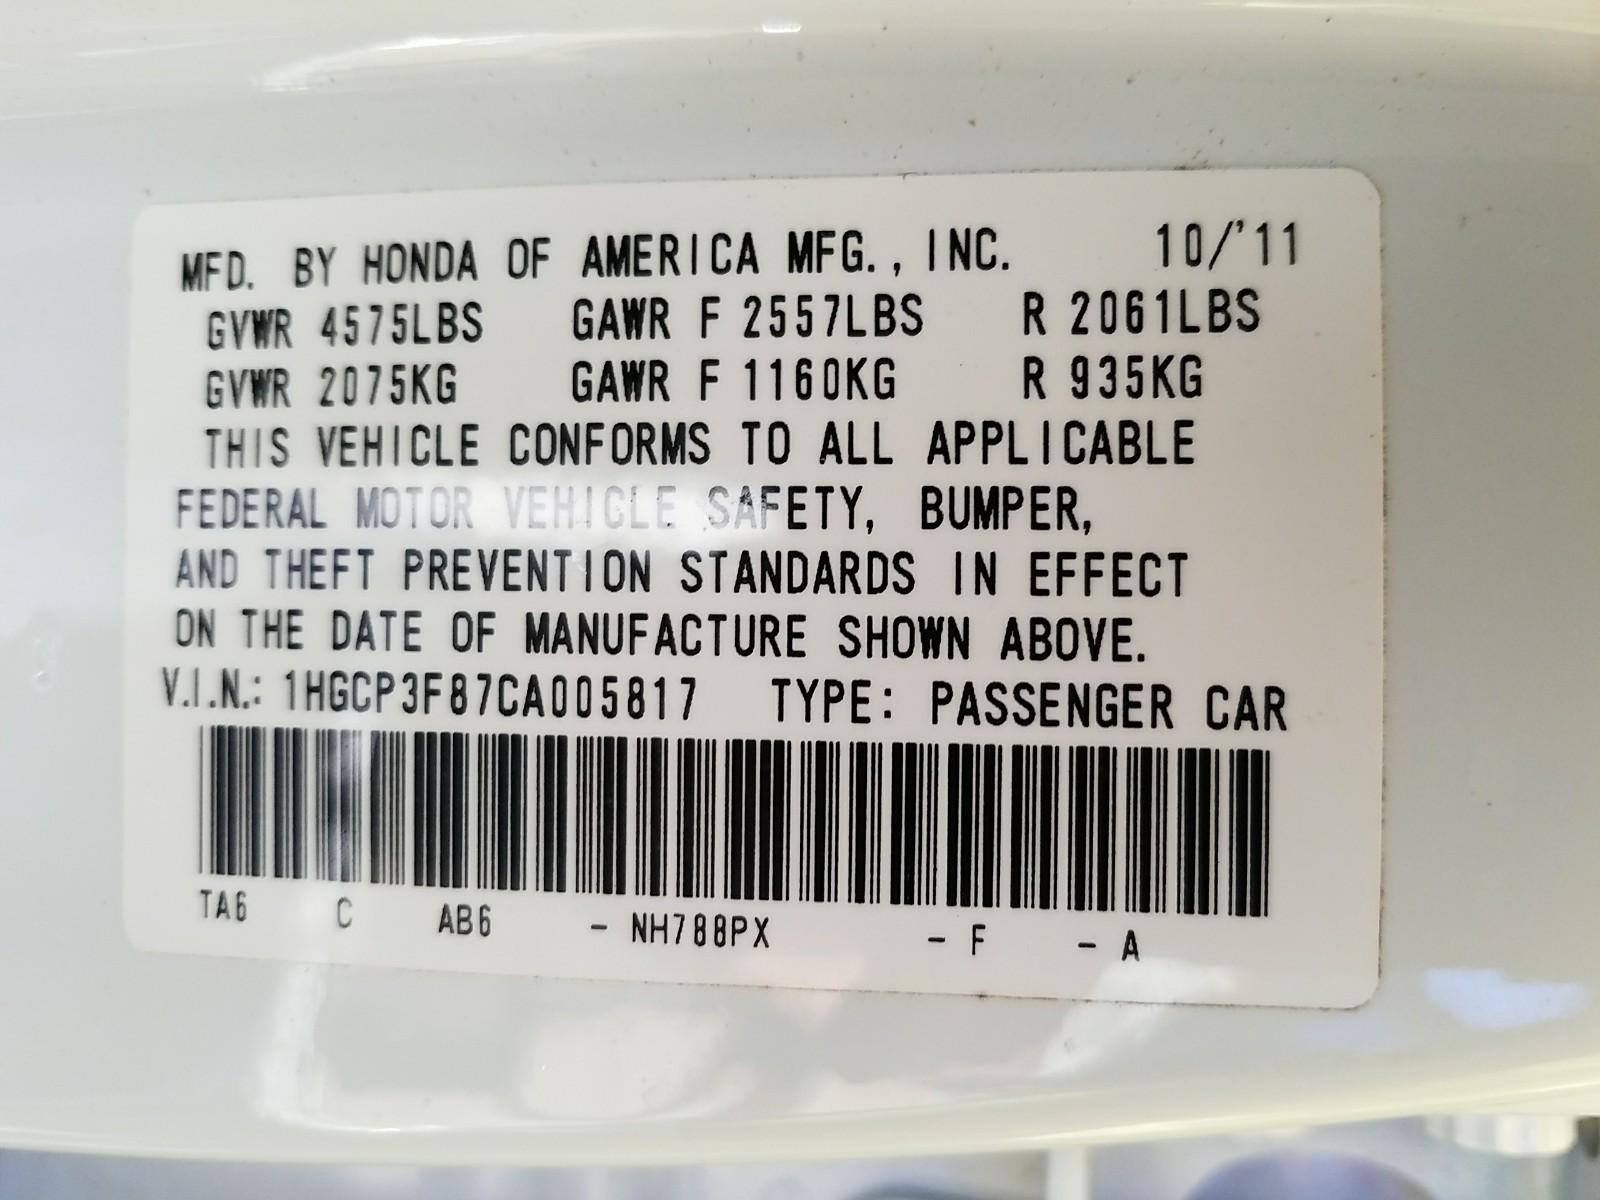 MFD. BY HONDA OF AMERICA MFG., INC. 10/'11
GVWR 4575LBS GAWR F 2557LBS R 2061LBS
GVWR 2075KG GAWR F 1160KG R 935KG
THIS VEHICLE CONFORMS TO ALL APPLICABLE
FEDERAL MOTOR VEHICLE SAFETY, BUMPER,
AND THEFT PREVENTION STANDARDS IN EFFECT
ON THE DATE OF MANUFACTURE SHOWN ABOVE.
V.I.N.: 1HGCP3F87CA005817 TYPE: PASSENGER CAR
TA6 C AB6 - NH788PX - F - A